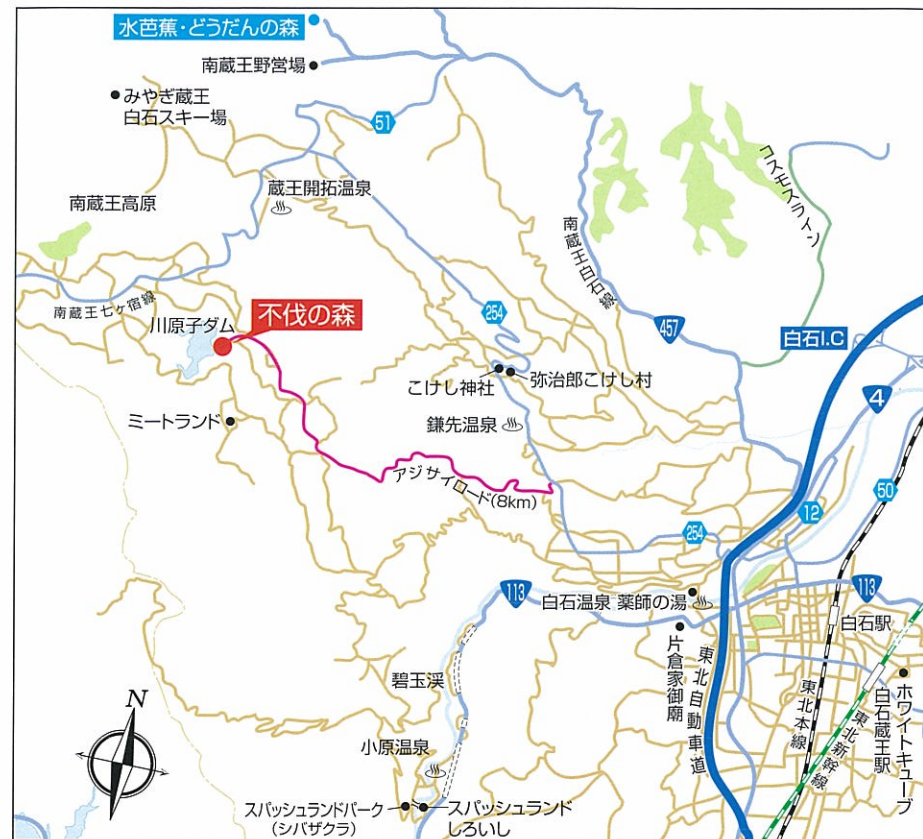 水芭蕉・どうだんの森
南蔵王野営場
みやぎ蔵王
白石スキー場
51
コスモスライン
蔵王開拓温泉
南蔵王高原
南蔵王白石線
南蔵王七ヶ宿線
254
457
白石I.C
川原子ダム
不伐の森
4
こけし神社
弥治郎こけし村
鎌先温泉
ミートランド
アジサイロード(8km)
50
12
254
113
白石温泉 薬師の湯
113
白石駅
片倉家御廟
東北自動車道
東北本線
東北新幹線
白石蔵王駅
ホワイトキューブ
碧玉渓
N
小原温泉
スパッシュランドパーク
(シバザクラ)
スパッシュランド
しろいし